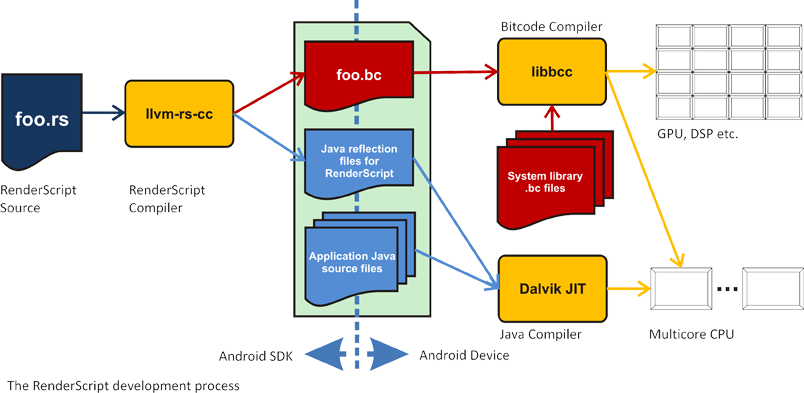 Bitcode Compiler
foo.rs
llvm-rs-cc
foo.bc
libbcc
GPU, DSP etc.
RenderScript
Source
RenderScript
Compiler
Java reflection
files for
RenderScript
System library
.bc files
Application Java
source files
Dalvik JIT
...
Java Compiler
Multicore CPU
Android SDK
Android Device
The RenderScript development process